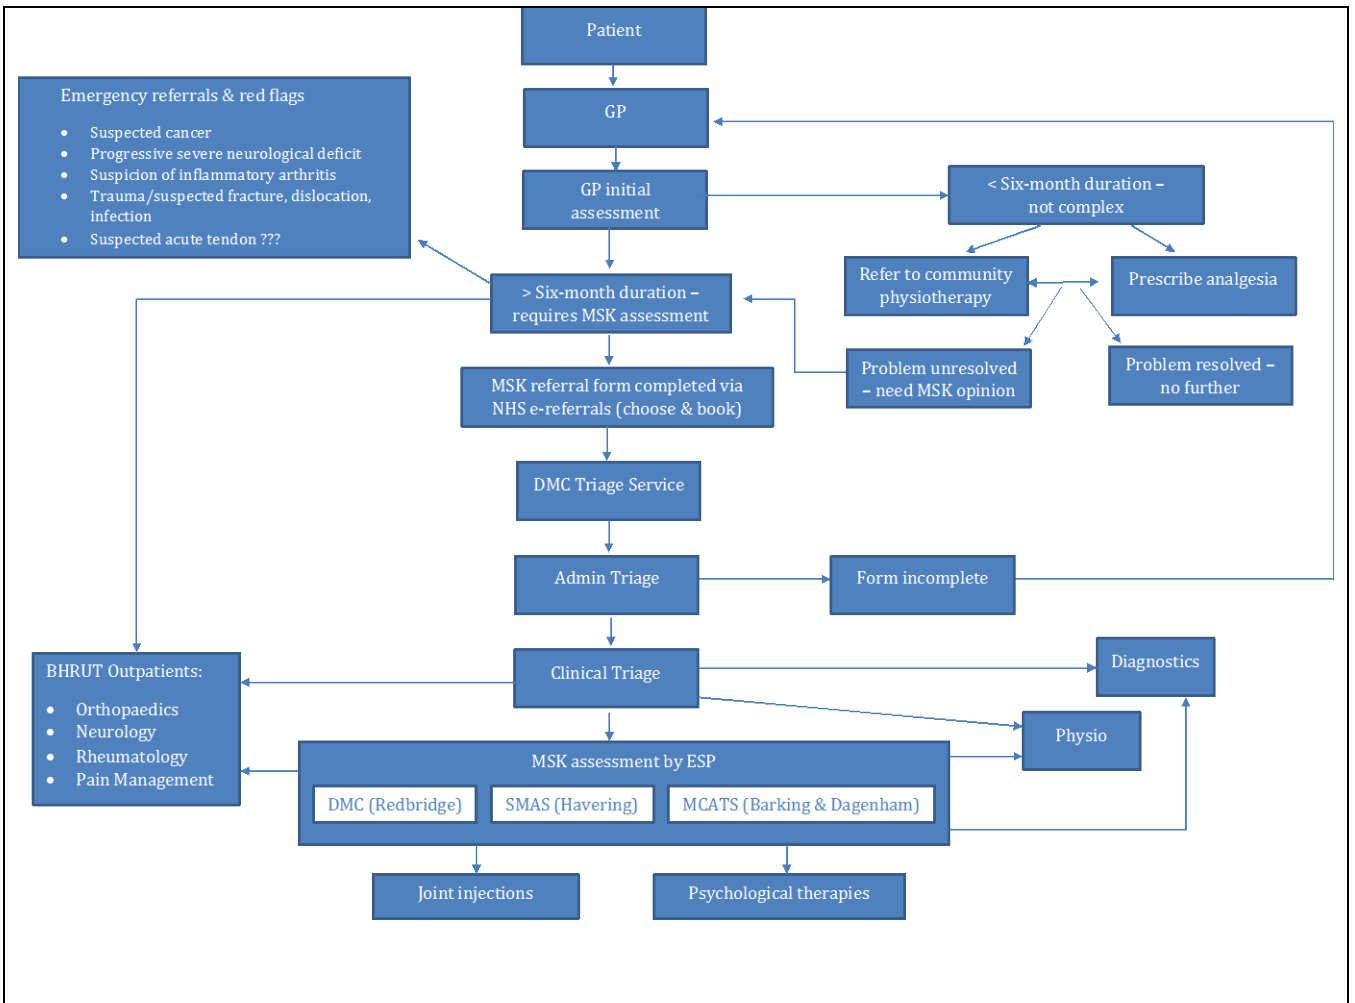 Patient
Emergency referrals & red flags
• Suspected cancer
• Progressive severe neurological deficit
• Suspicion of inflammatory arthritis
• Trauma/suspected fracture, dislocation,
infection
• Suspected acute tendon ???
GP
GP initial
assessment
< Six-month duration –
not complex
Refer to community
physiotherapy
Prescribe analgesia
> Six-month duration –
requires MSK assessment
Problem unresolved
– need MSK opinion
Problem resolved –
no further
MSK referral form completed via
NHS e-referrals (choose & book)
DMC Triage Service
Admin Triage
Form incomplete
Clinical Triage
Diagnostics
BHRUT Outpatients:
• Orthopaedics
• Neurology
• Rheumatology
• Pain Management
Physio
MSK assessment by ESP
DMC (Redbridge)
SMAS (Havering)
MCATS (Barking & Dagenham)
Joint injections
Psychological therapies